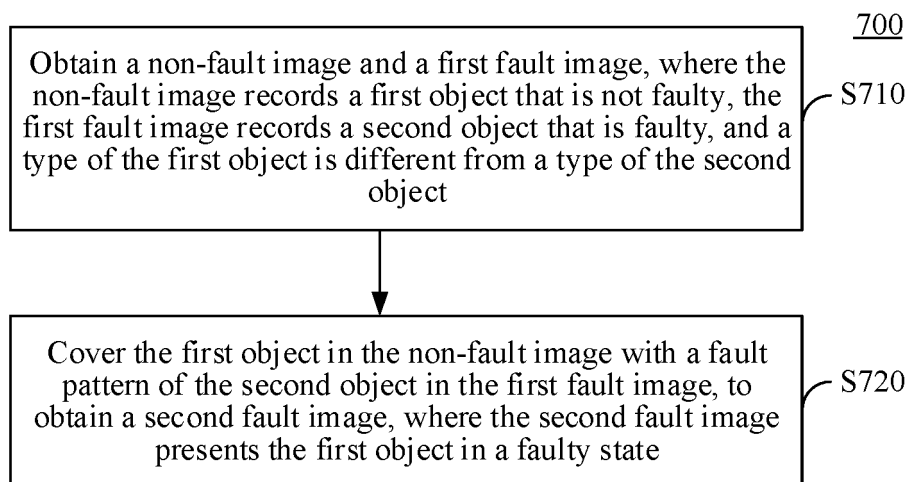 700
Obtain a non-fault image and a first fault image, where the
non-fault image records a first object that is not faulty, the
first fault image records a second object that is faulty, and a
type of the first object is different from a type of the second
object
S710
Cover the first object in the non-fault image with a fault
pattern of the second object in the first fault image, to
obtain a second fault image, where the second fault image
presents the first object in a faulty state
S720